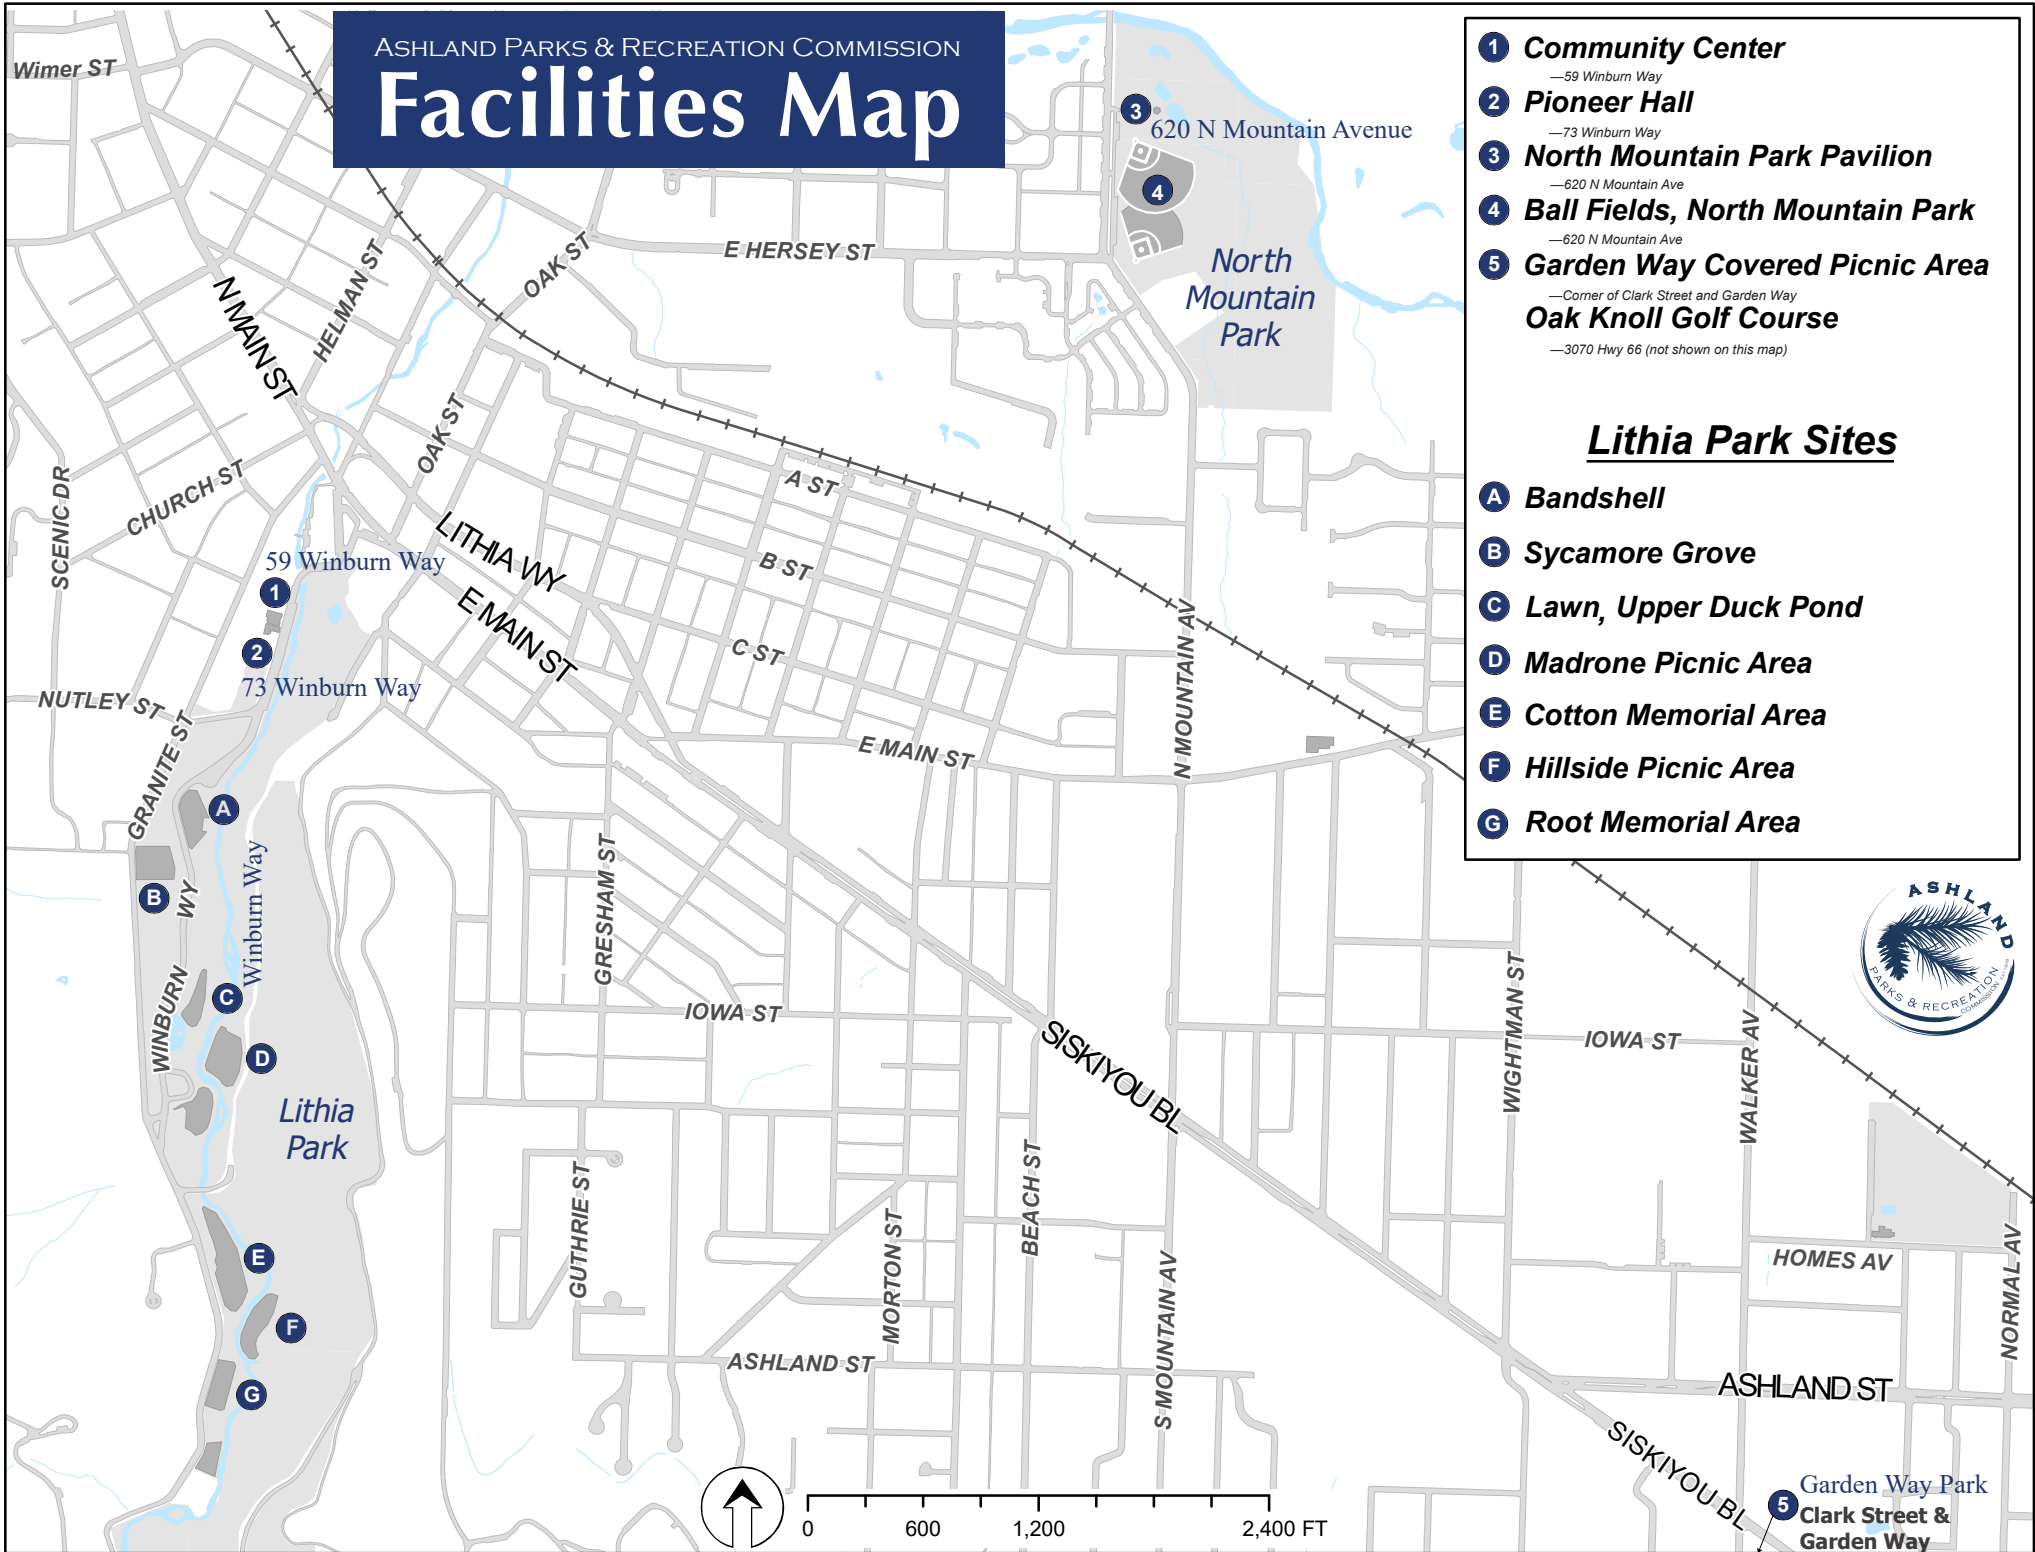 ASHLAND PARKS & RECREATION COMMISSION
Facilities Map
1 Community Center
—59 Winburn Way
2 Pioneer Hall
—73 Winburn Way
3 North Mountain Park Pavilion
—620 N Mountain Ave
4 Ball Fields, North Mountain Park
—620 N Mountain Ave
5 Garden Way Covered Picnic Area
—Corner of Clark Street and Garden Way
Oak Knoll Golf Course
—3070 Hwy 66 (not shown on this map)
Lithia Park Sites
A Bandshell
B Sycamore Grove
C Lawn, Upper Duck Pond
D Madrone Picnic Area
E Cotton Memorial Area
F Hillside Picnic Area
G Root Memorial Area
Wimer ST
3
620 N Mountain Avenue
4
North
Mountain
Park
E HERSEY ST
OAK ST
HELMAN ST
N MAIN ST
OAK ST
CHURCH ST
SCENIC DR
A ST
B ST
C ST
LITHIA WY
E MAIN ST
59 Winburn Way
1
2
73 Winburn Way
NUTLEY ST
GRANITE ST
E MAIN ST
N MOUNTAIN AV
A
B
WINBURN WY
Winburn Way
C
D
Lithia
Park
E
F
G
GRESHAM ST
IOWA ST
SISKIYOU BL
WIGHTMAN ST
IOWA ST
WALKER AV
GUTHRIE ST
MORTON ST
BEACH ST
S MOUNTAIN AV
ASHLAND ST
HOMES AV
NORMAL AV
ASHLAND ST
SISKIYOU BL
5
Garden Way Park
Clark Street &
Garden Way
0 600 1,200 2,400 FT
ASHLAND
PARKS & RECREATION
COMMISSION